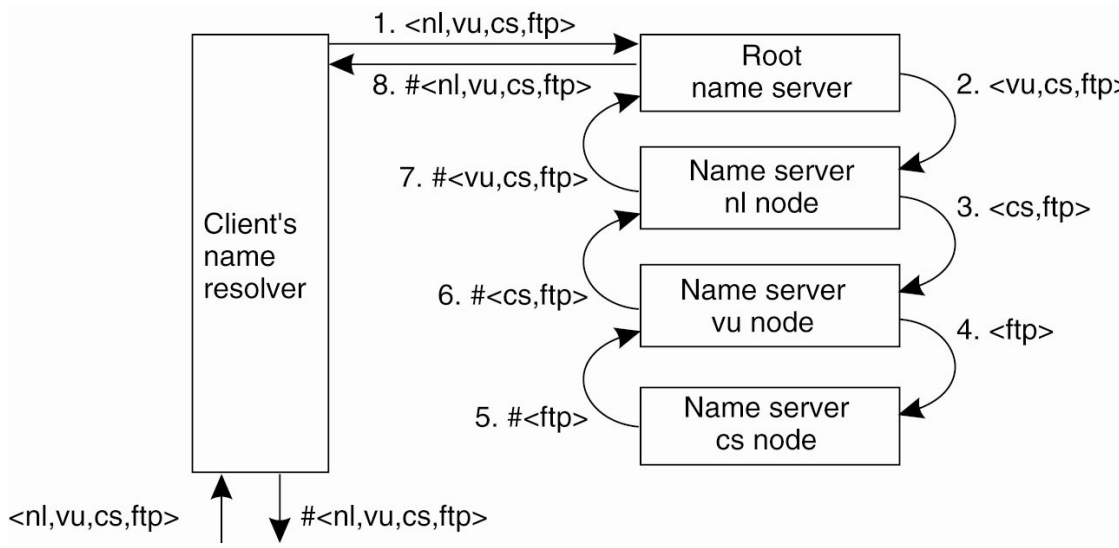 1. <nl,vu,cs,ftp>
8. #<nl,vu,cs,ftp>
Root
name server
2. <vu,cs,ftp>
7. #<vu,cs,ftp>
Name server
nl node
3. <cs,ftp>
Client's
name
resolver
6. #<cs,ftp>
Name server
vu node
4. <ftp>
5. #<ftp>
Name server
cs node
<nl,vu,cs,ftp>
#<nl,vu,cs,ftp>